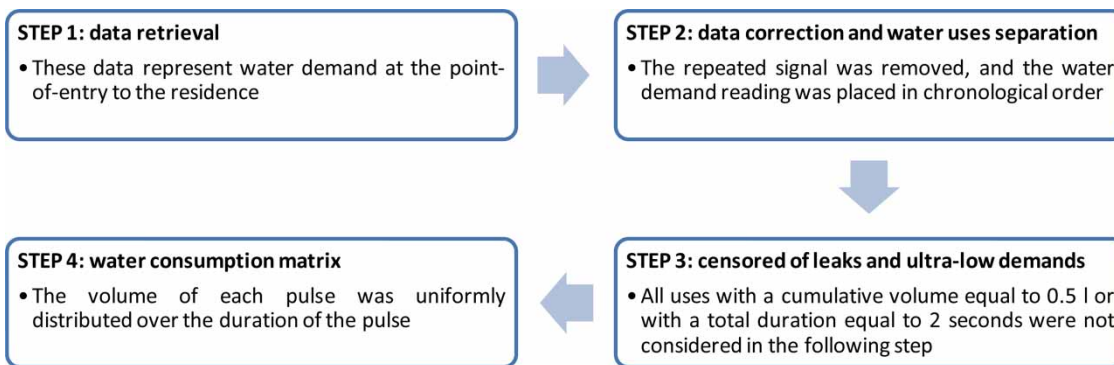 STEP 1: data retrieval
• These data represent water demand at the point-
of-entry to the residence
STEP 2: data correction and water uses separation
• The repeated signal was removed, and the water
demand reading was placed in chronological order
STEP 3: censored of leaks and ultra-low demands
• All uses with a cumulative volume equal to 0.5 l or
with a total duration equal to 2 seconds were not
considered in the following step
STEP 4: water consumption matrix
• The volume of each pulse was uniformly
distributed over the duration of the pulse